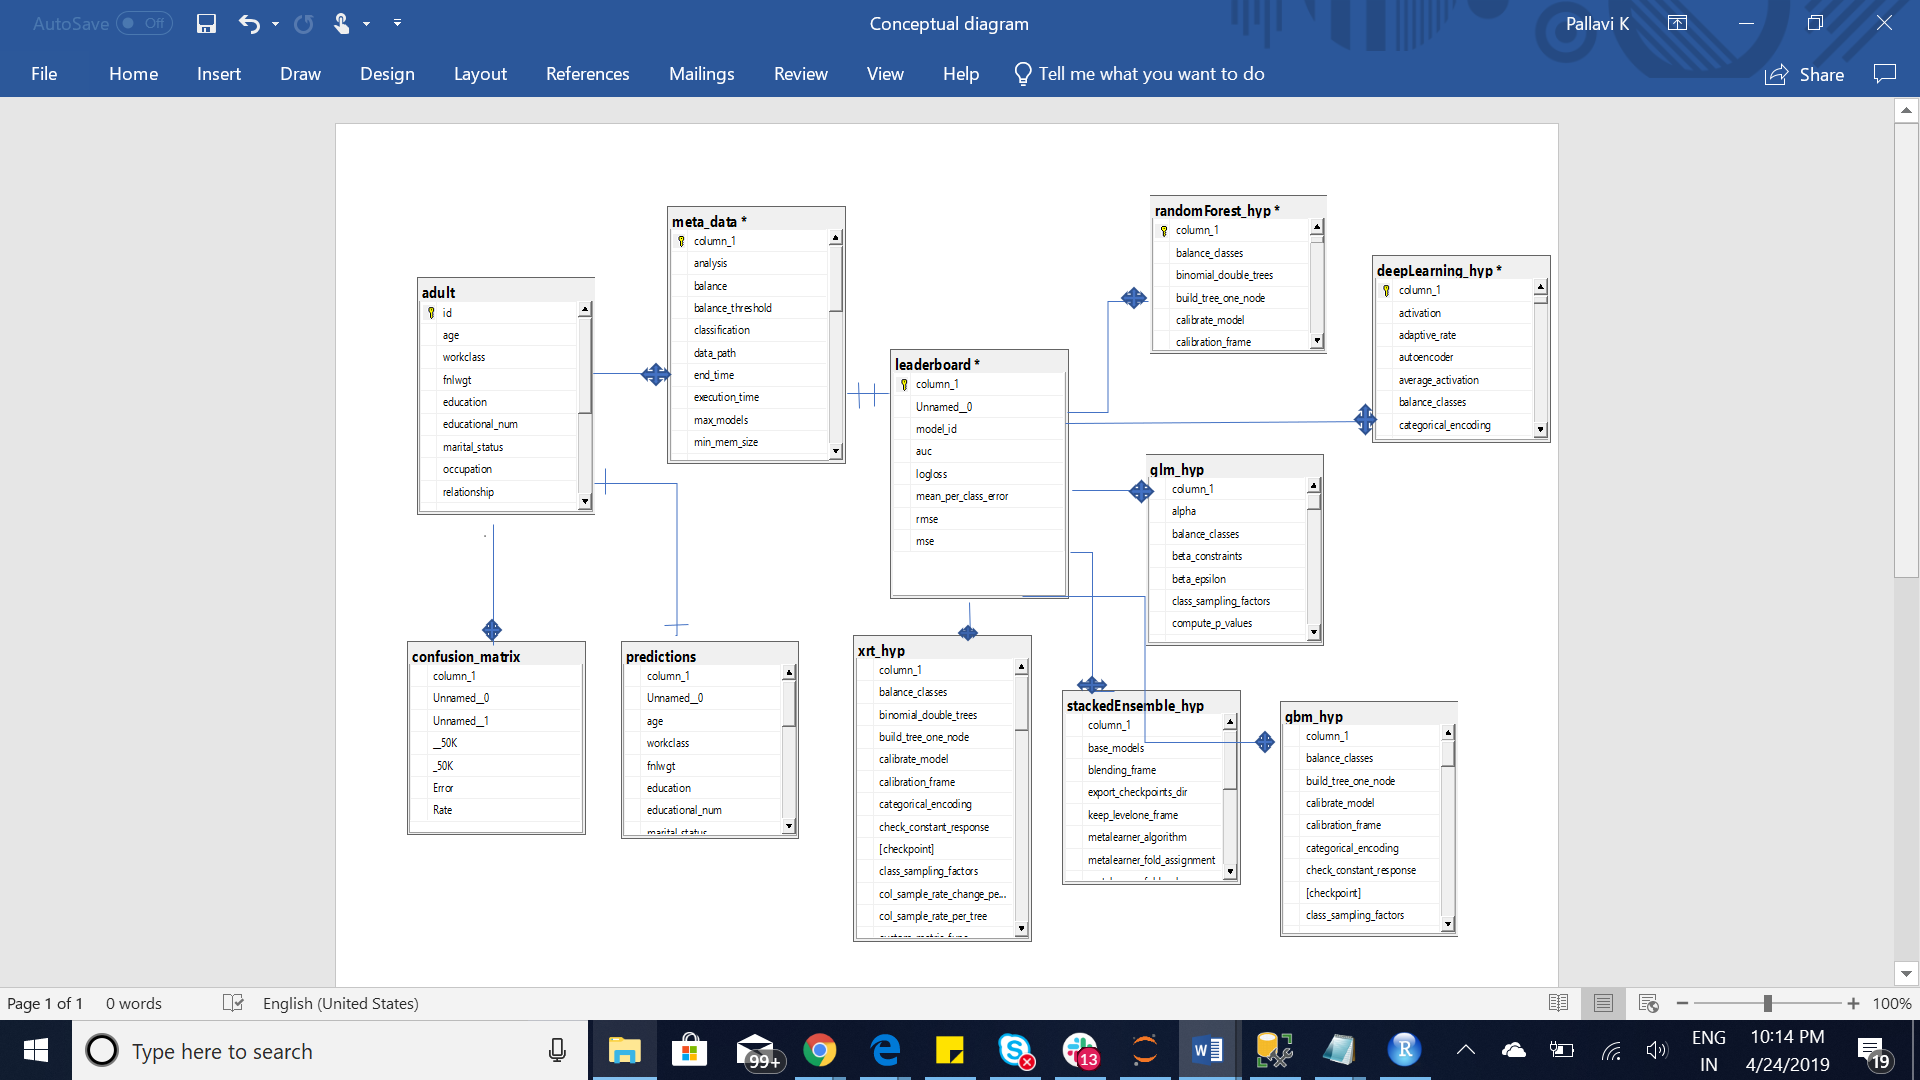 AutoSave Off
Conceptual diagram
Pallavi K
File Home Insert Draw Design Layout References Mailings Review View Help Tell me what you want to do
Share
adult
id
age
workclass
fnlwgt
education
educational_num
marital_status
occupation
relationship
meta_data *
column_1
analysis
balance
balance_threshold
classification
data_path
end_time
execution_time
max_models
min_mem_size
leaderboard *
column_1
Unnamed__0
model_id
auc
logloss
mean_per_class_error
rmse
mse
randomForest_hyp *
column_1
balance_classes
binomial_double_trees
build_tree_one_node
calibrate_model
calibration_frame
deepLearning_hyp *
column_1
activation
adaptive_rate
autoencoder
average_activation
balance_classes
categorical_encoding
glm_hyp
column_1
alpha
balance_classes
beta_constraints
beta_epsilon
class_sampling_factors
compute_p_values
confusion_matrix
column_1
Unnamed__0
Unnamed__1
__50K
_50K
Error
Rate
predictions
column_1
Unnamed__0
age
workclass
fnlwgt
education
educational_num
marital_status
xrt_hyp
column_1
balance_classes
binomial_double_trees
build_tree_one_node
calibrate_model
calibration_frame
categorical_encoding
check_constant_response
[checkpoint]
class_sampling_factors
col_sample_rate_change_pe...
col_sample_rate_per_tree
stackedEnsemble_hyp
column_1
base_models
blending_frame
export_checkpoints_dir
keep_levelone_frame
metalearner_algorithm
metalearner_fold_assignment
gbm_hyp
column_1
balance_classes
build_tree_one_node
calibrate_model
calibration_frame
categorical_encoding
check_constant_response
[checkpoint]
class_sampling_factors
Page 1 of 1 0 words English (United States)
100%
Type here to search
99+
13
ENG
IN
10:14 PM
4/24/2019
19